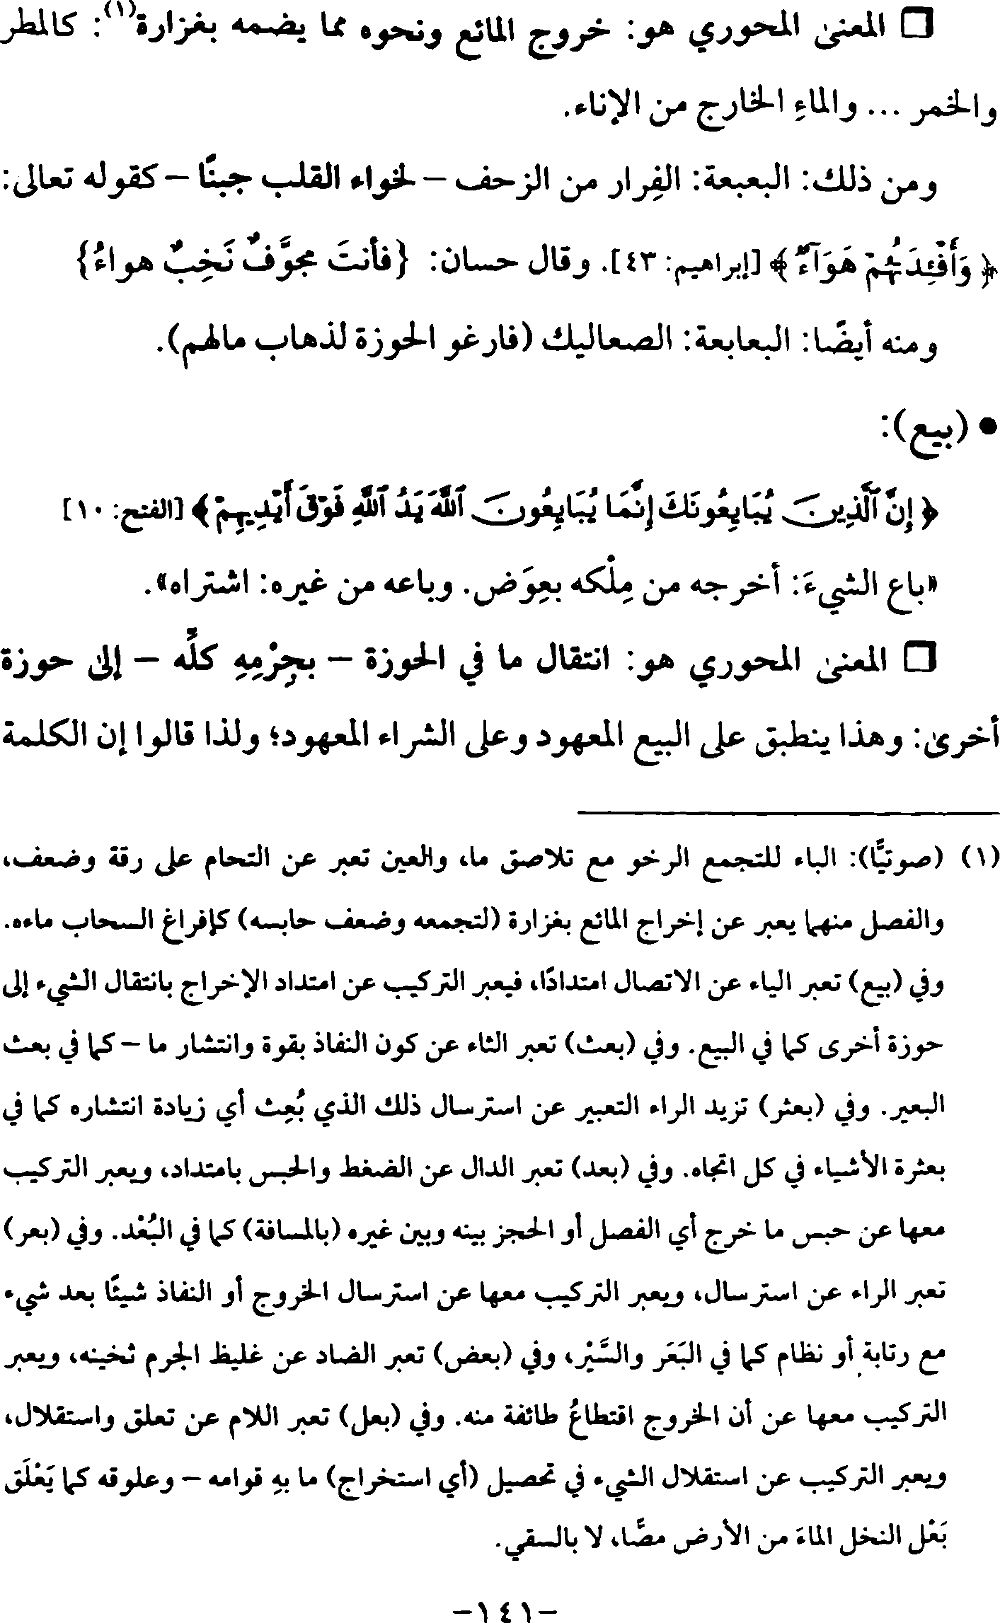 □ المعنى المحوري هو: خروج المائع ونحوه مما يضمه بغزارة(١): كالمطر
والخمر ... والماءِ الخارج من الإناء.
ومن ذلك: البعبعة: الفِرار من الزحف – لخواء القلب جبنًا – كقوله تعالى:
﴿ وَأَفْئِدَتُهُمْ هَوَآءٌ ﴾ [إبراهيم: ٤٣]. وقال حسان: {فأنتَ مجوَّفٌ نَخِبٌ هواءُ}
ومنه أيضًا: البعابعة: الصعاليك (فارغو الحوزة لذهاب مالهم).
• (بيع):
﴿ إِنَّ ٱلَّذِينَ يُبَايِعُونَكَ إِنَّمَا يُبَايِعُونَ ٱللَّهَ يَدُ ٱللَّهِ فَوْقَ أَيْدِيهِمْ ﴾ [الفتح: ١٠]
«باع الشيءَ: أخرجه من مِلْكه بعِوَض. وباعه من غيره: اشتراه».
□ المعنى المحوري هو: انتقال ما في الحوزة – بجِرْمِهِ كلِّه – إلى حوزة
أخرى: وهذا ينطبق على البيع المعهود وعلى الشراء المعهود؛ ولذا قالوا إن الكلمة
(١) (صوتيًّا): الباء للتجمع الرخو مع تلاصق ما، والعين تعبر عن التحام على رقة وضعف،
والفصل منهما يعبر عن إخراج المائع بغزارة (لتجمعه وضعف حابسه) كإفراغ السحاب ماءه.
وفي (بيع) تعبر الياء عن الاتصال امتدادًا، فيعبر التركيب عن امتداد الإخراج بانتقال الشيء إلى
حوزة أخرى كما في البيع. وفي (بعث) تعبر الثاء عن كون النفاذ بقوة وانتشار ما – كما في بعث
البعير. وفي (بعثر) تزيد الراء التعبير عن استرسال ذلك الذي بُعِث أي زيادة انتشاره كما في
بعثرة الأشياء في كل اتجاه. وفي (بعد) تعبر الدال عن الضغط والحبس بامتداد، ويعبر التركيب
معها عن حبس ما خرج أي الفصل أو الحجز بينه وبين غيره (بالمسافة) كما في البُعْد. وفي (بعر)
تعبر الراء عن استرسال، ويعبر التركيب معها عن استرسال الخروج أو النفاذ شيئًا بعد شيء
مع رتابة أو نظام كما في البَعَر والسَّيْر، وفي (بعض) تعبر الضاد عن غليظ الجرم ثخينه، ويعبر
التركيب معها عن أن الخروج اقتطاعُ طائفة منه. وفي (بعل) تعبر اللام عن تعلق واستقلال،
ويعبر التركيب عن استقلال الشيء في تحصيل (أي استخراج) ما بهِ قوامه – وعلوقه كما يَعْلَق
بَعْل النخل الماءَ من الأرض مصًّا، لا بالسقي.
–١٤١–